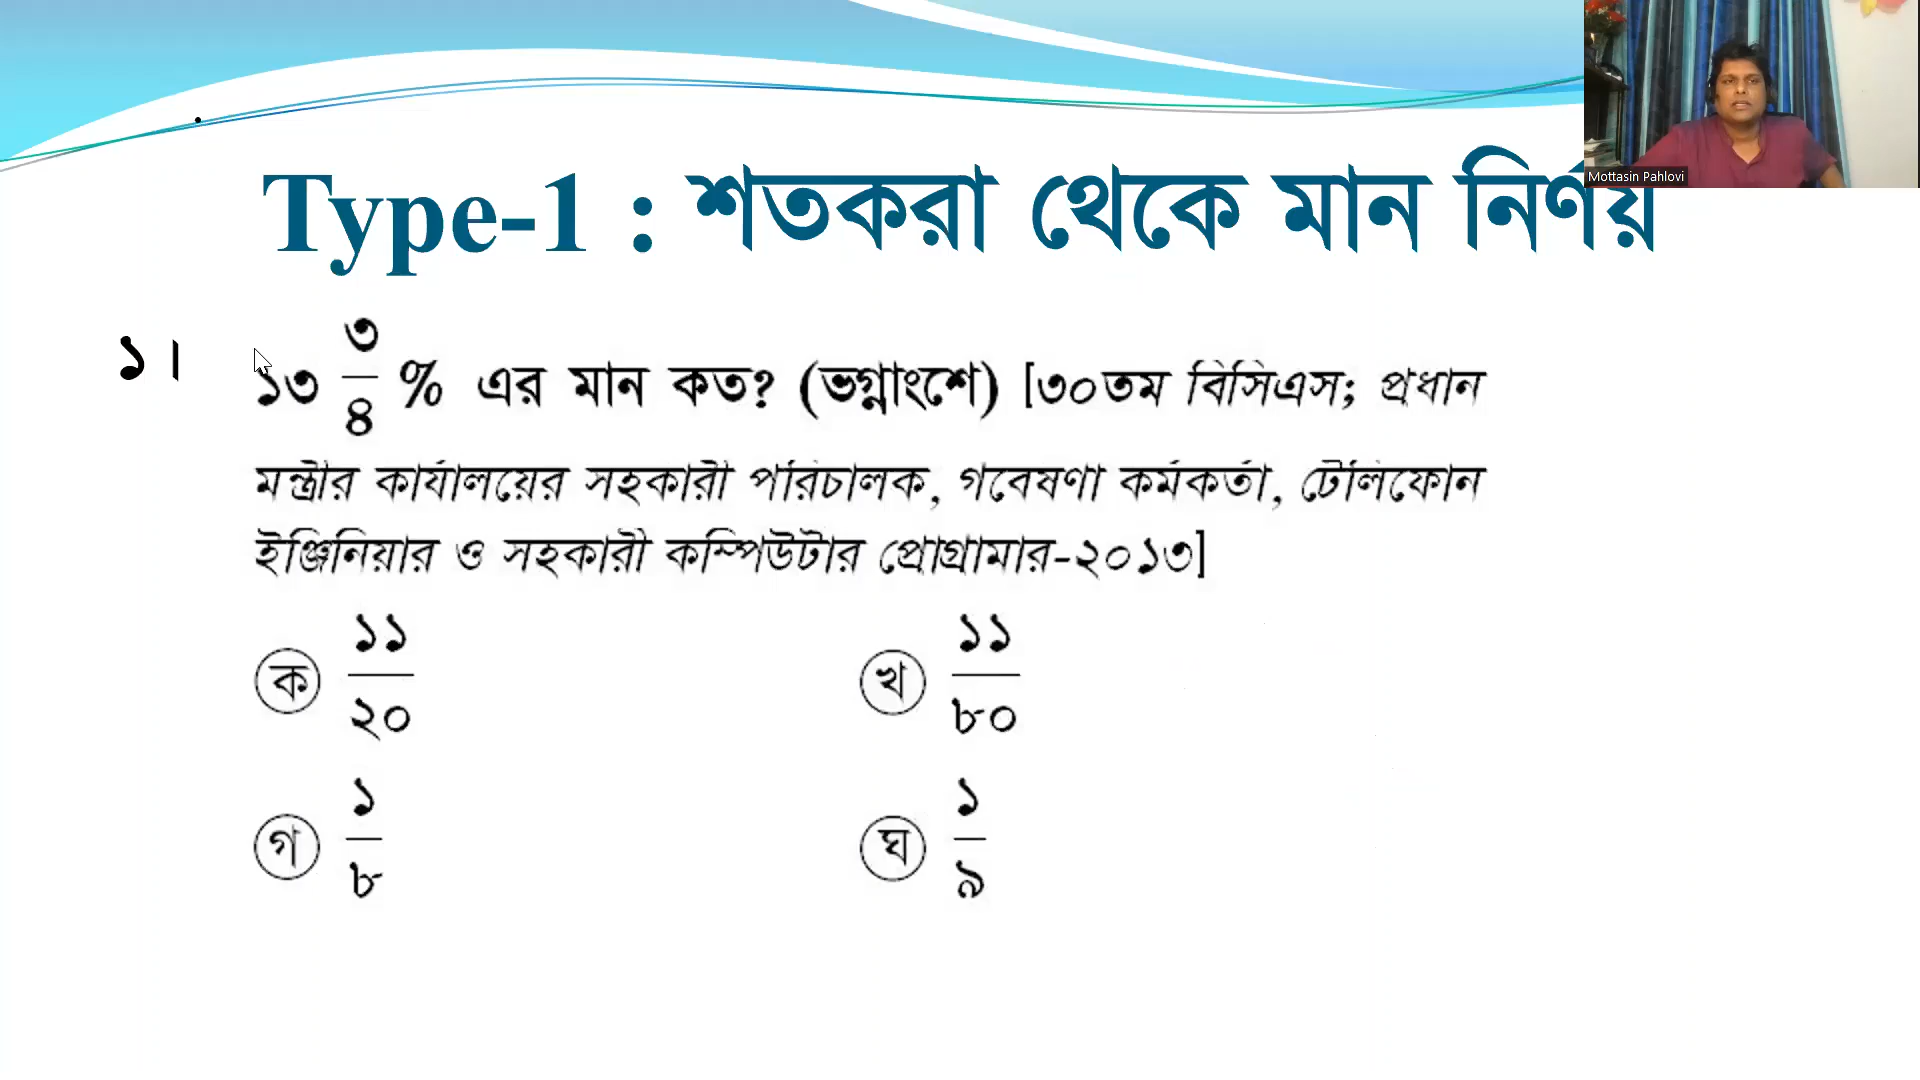 Mottasin Pahlovi
Type-1 : শতকরা থেকে মান নির্ণয়
১। ১৩ ৩/৪ % এর মান কত? (ভগ্নাংশে) [৩০তম বিসিএস; প্রধান
মন্ত্রীর কার্যালয়ের সহকারী পরিচালক, গবেষণা কর্মকর্তা, টেলিফোন
ইঞ্জিনিয়ার ও সহকারী কম্পিউটার প্রোগ্রামার-২০১৩]
ক ১১/২০ খ ১১/৮০
গ ১/৮ ঘ ১/৯